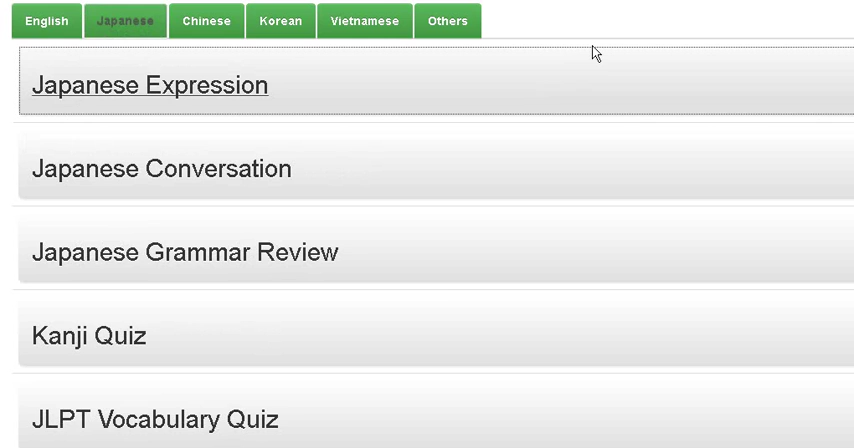 English Japanese Chinese Korean Vietnamese Others
Japanese Expression
Japanese Conversation
Japanese Grammar Review
Kanji Quiz
JLPT Vocabulary Quiz